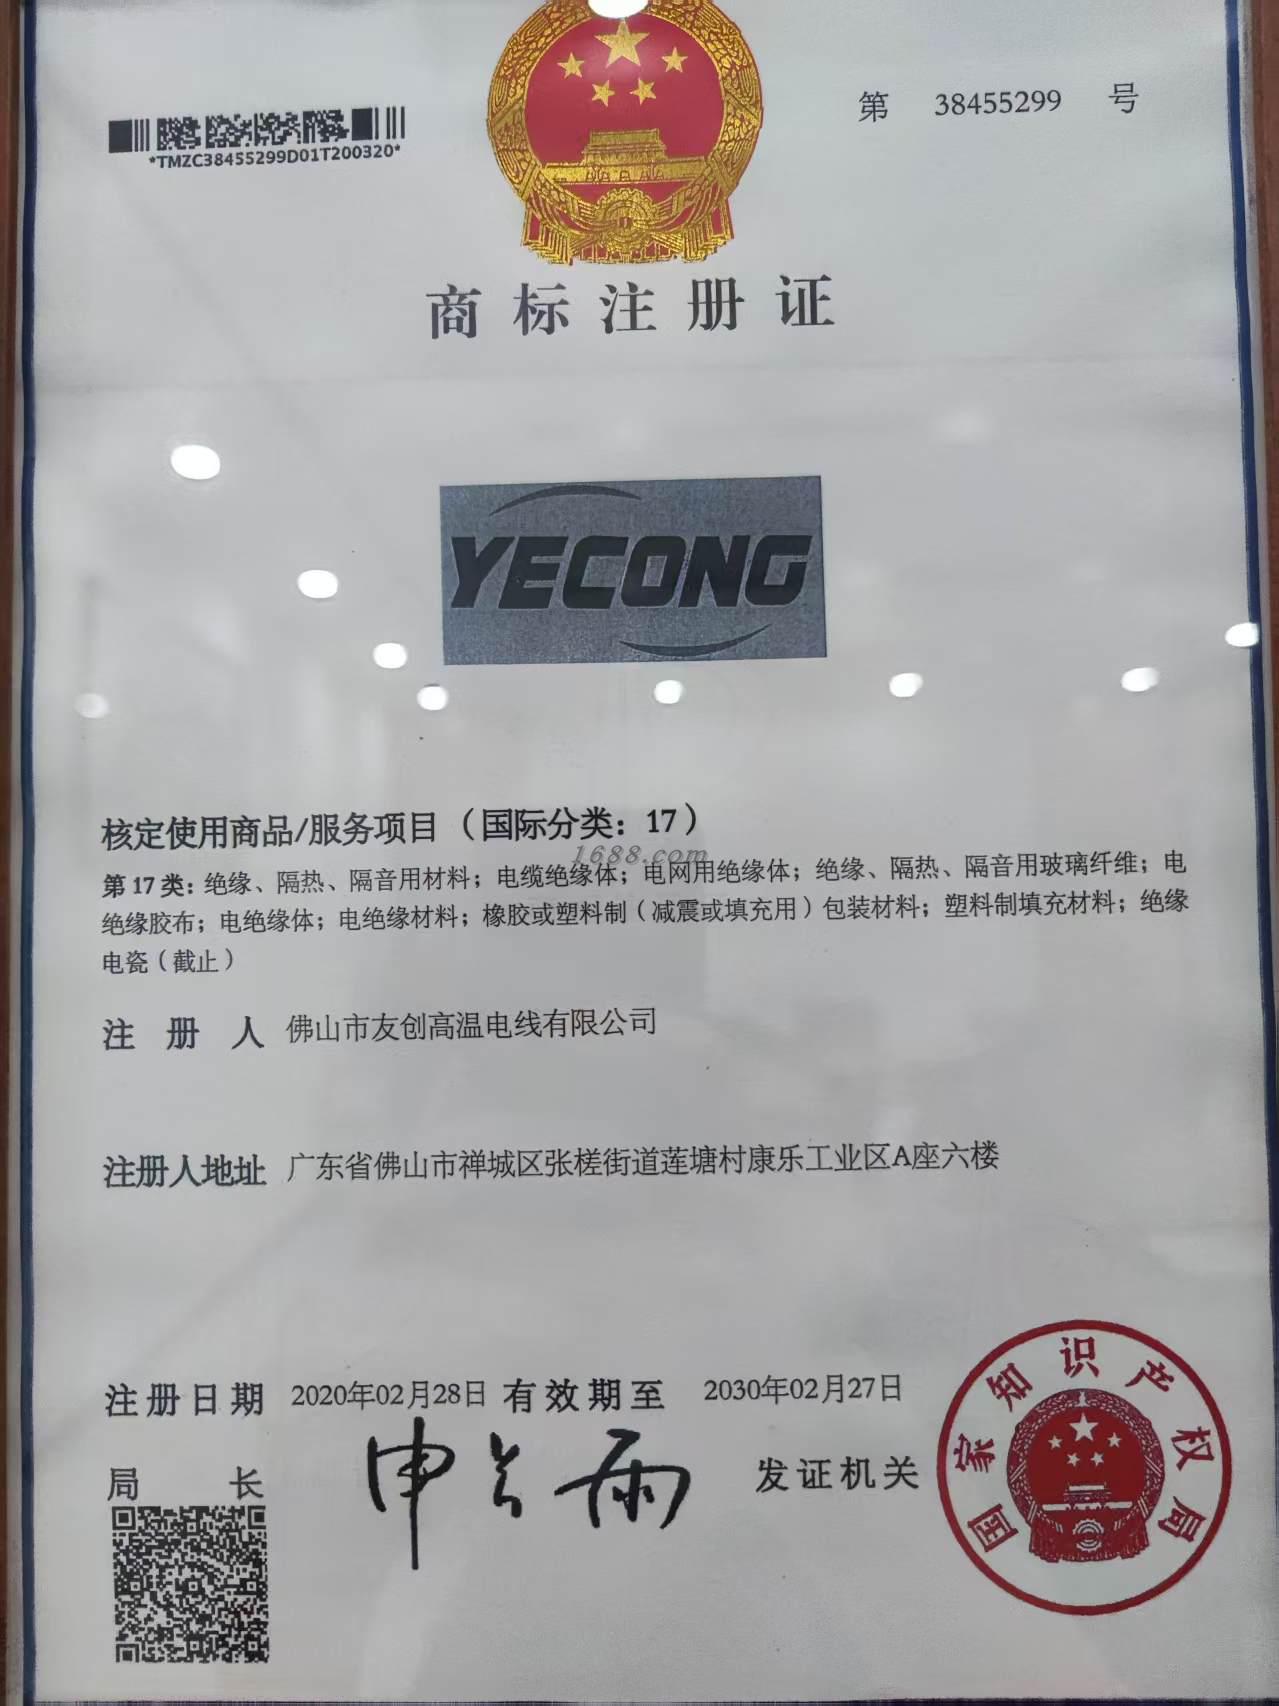 第 38455299 号
*TMZC38455299D01T200320*
商标注册证
YECONG
核定使用商品/服务项目（国际分类：17）
1688.com
第 17 类：绝缘、隔热、隔音用材料；电缆绝缘体；电网用绝缘体；绝缘、隔热、隔音用玻璃纤维；电
绝缘胶布；电绝缘体；电绝缘材料；橡胶或塑料制（减震或填充用）包装材料；塑料制填充材料；绝缘
电瓷（截止）
注册人 佛山市友创高温电线有限公司
注册人地址 广东省佛山市禅城区张槎街道莲塘村康乐工业区A座六楼
注册日期 2020年02月28日 有效期至 2030年02月27日
局长 申长雨 发证机关
国家知识产权局